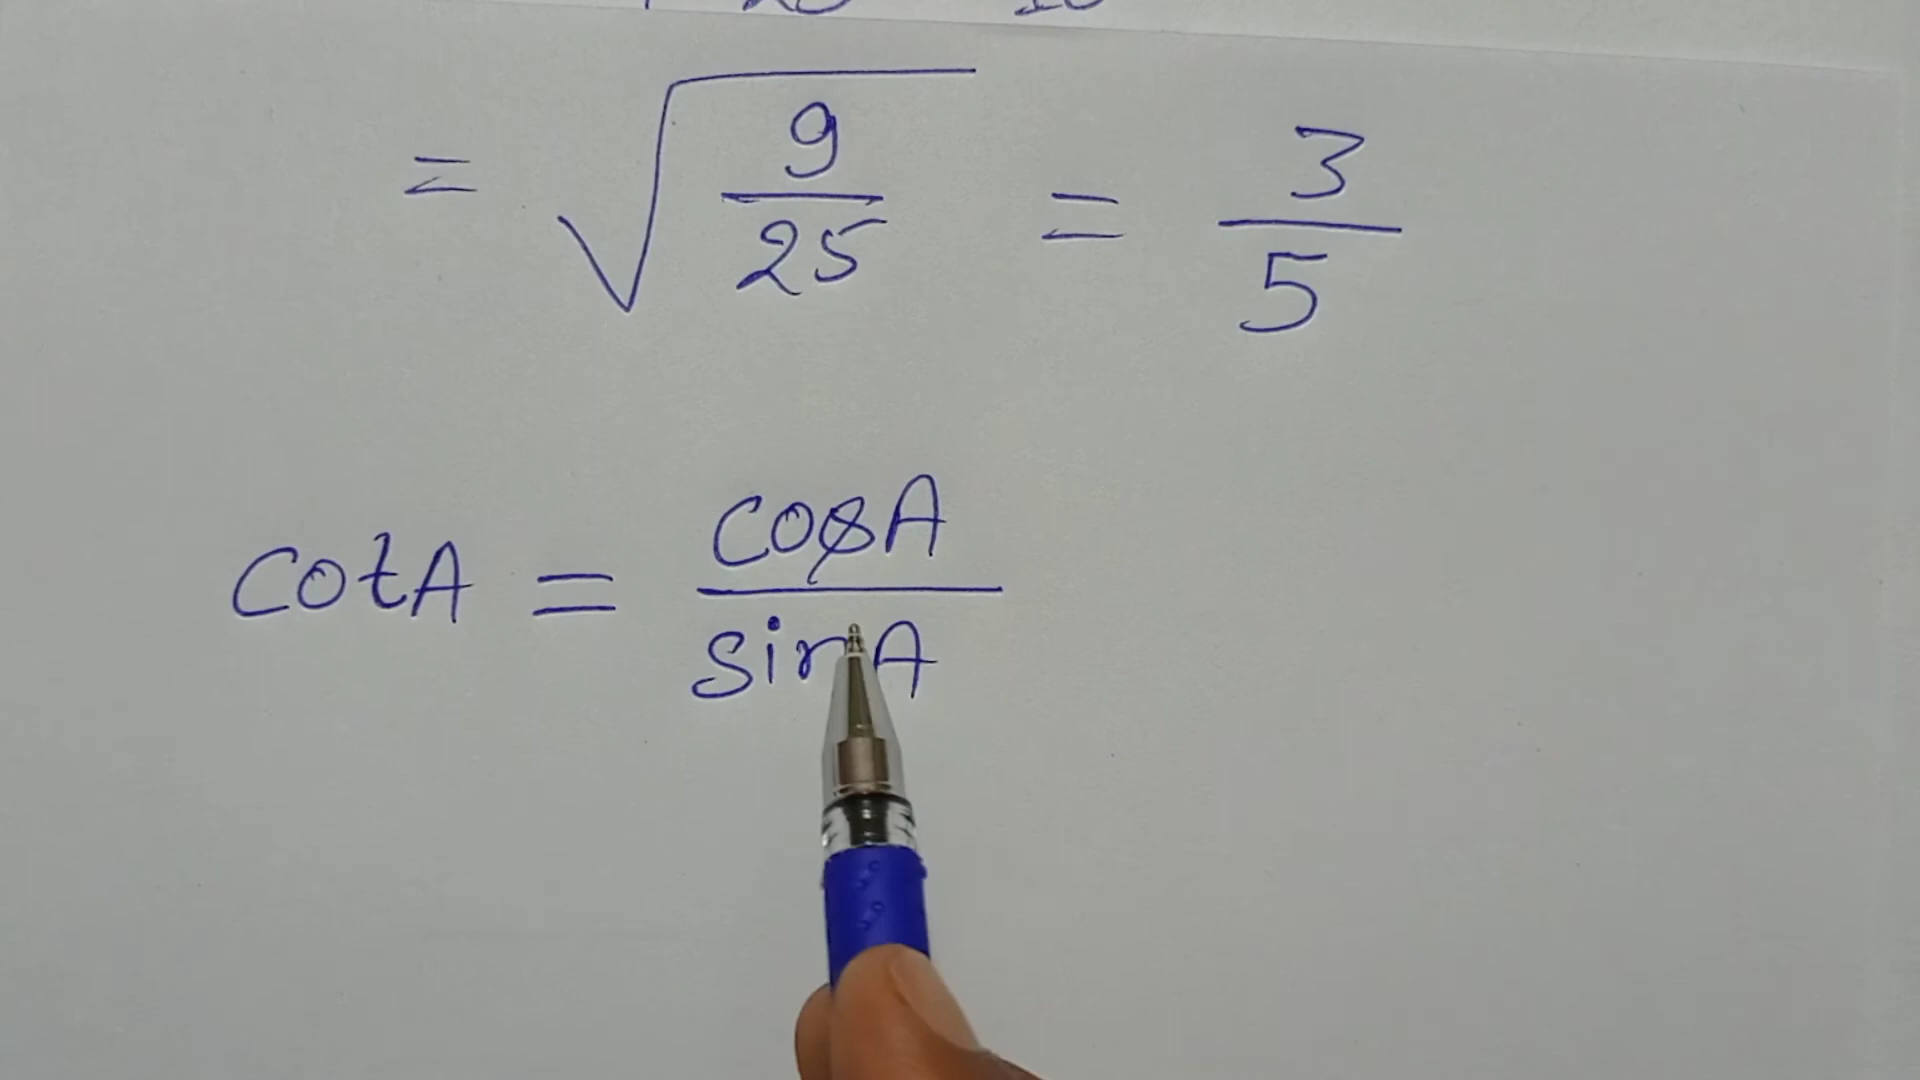 = √(9/25) = 3/5
cotA = cosA/sinA